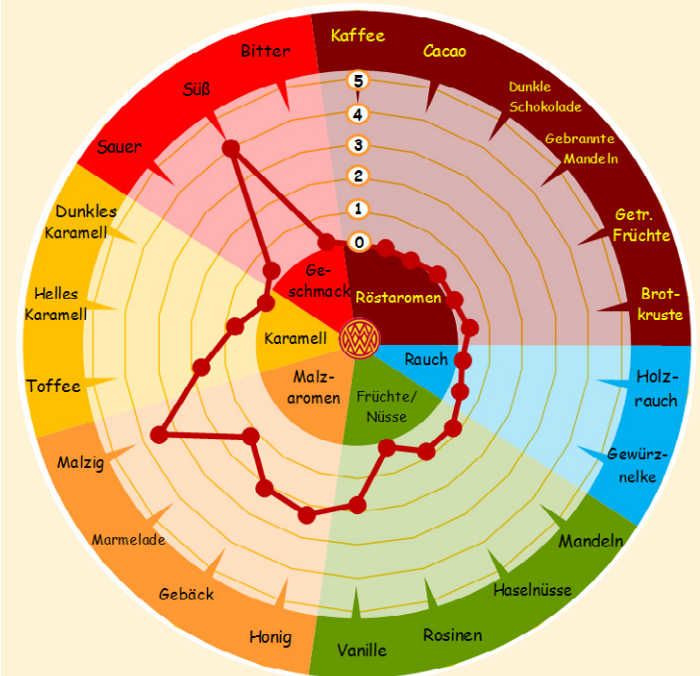 Kaffee
Cacao
Dunkle
Schokolade
Gebrannte
Mandeln
Getr.
Früchte
Brot-
kruste
Holz-
rauch
Gewürz-
nelke
Mandeln
Haselnüsse
Rosinen
Vanille
Honig
Gebäck
Marmelade
Malzig
Toffee
Helles
Karamell
Dunkles
Karamell
Sauer
Süß
Bitter
5
4
3
2
1
0
Ge-
schmack
Röstaromen
Karamell
Rauch
Malz-
aromen
Früchte/
Nüsse